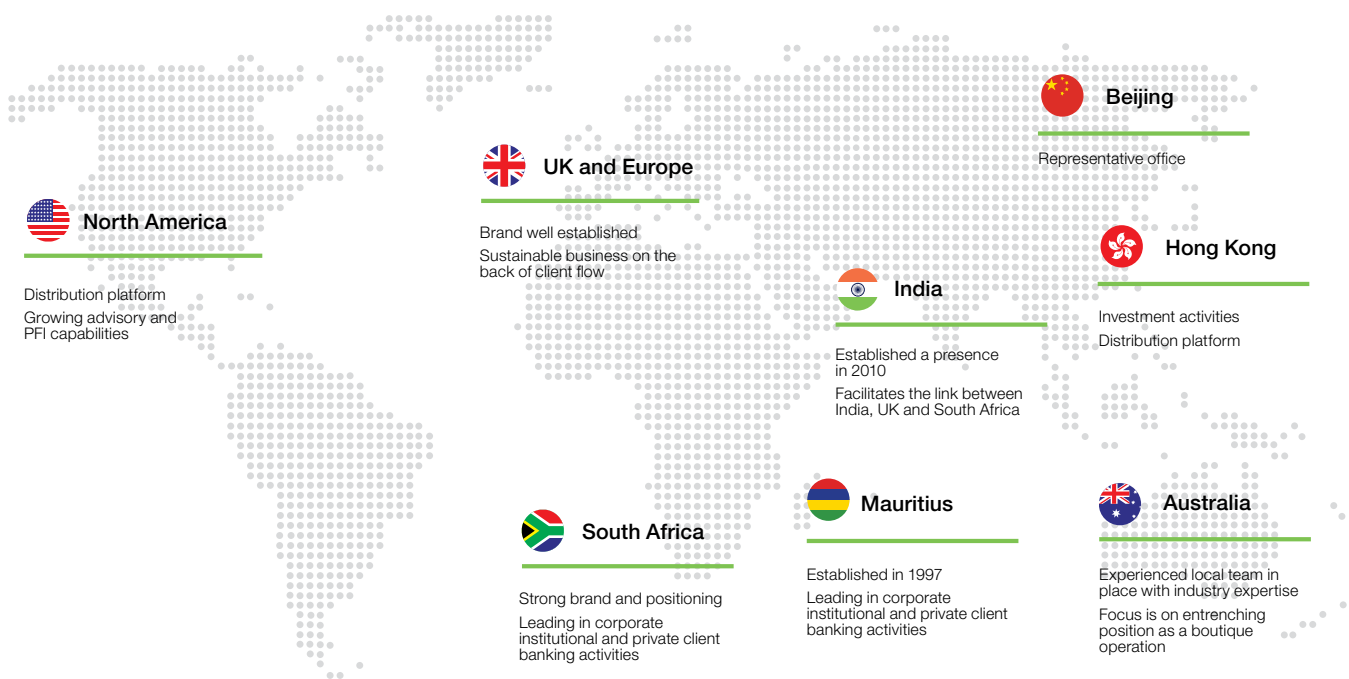 North America
Distribution platform
Growing advisory and
PFI capabilities
UK and Europe
Brand well established
Sustainable business on the
back of client flow
Beijing
Representative office
Hong Kong
Investment activities
Distribution platform
India
Established a presence
in 2010
Facilitates the link between
India, UK and South Africa
South Africa
Strong brand and positioning
Leading in corporate
institutional and private client
banking activities
Mauritius
Established in 1997
Leading in corporate
institutional and private client
banking activities
Australia
Experienced local team in
place with industry expertise
Focus is on entrenching
position as a boutique
operation